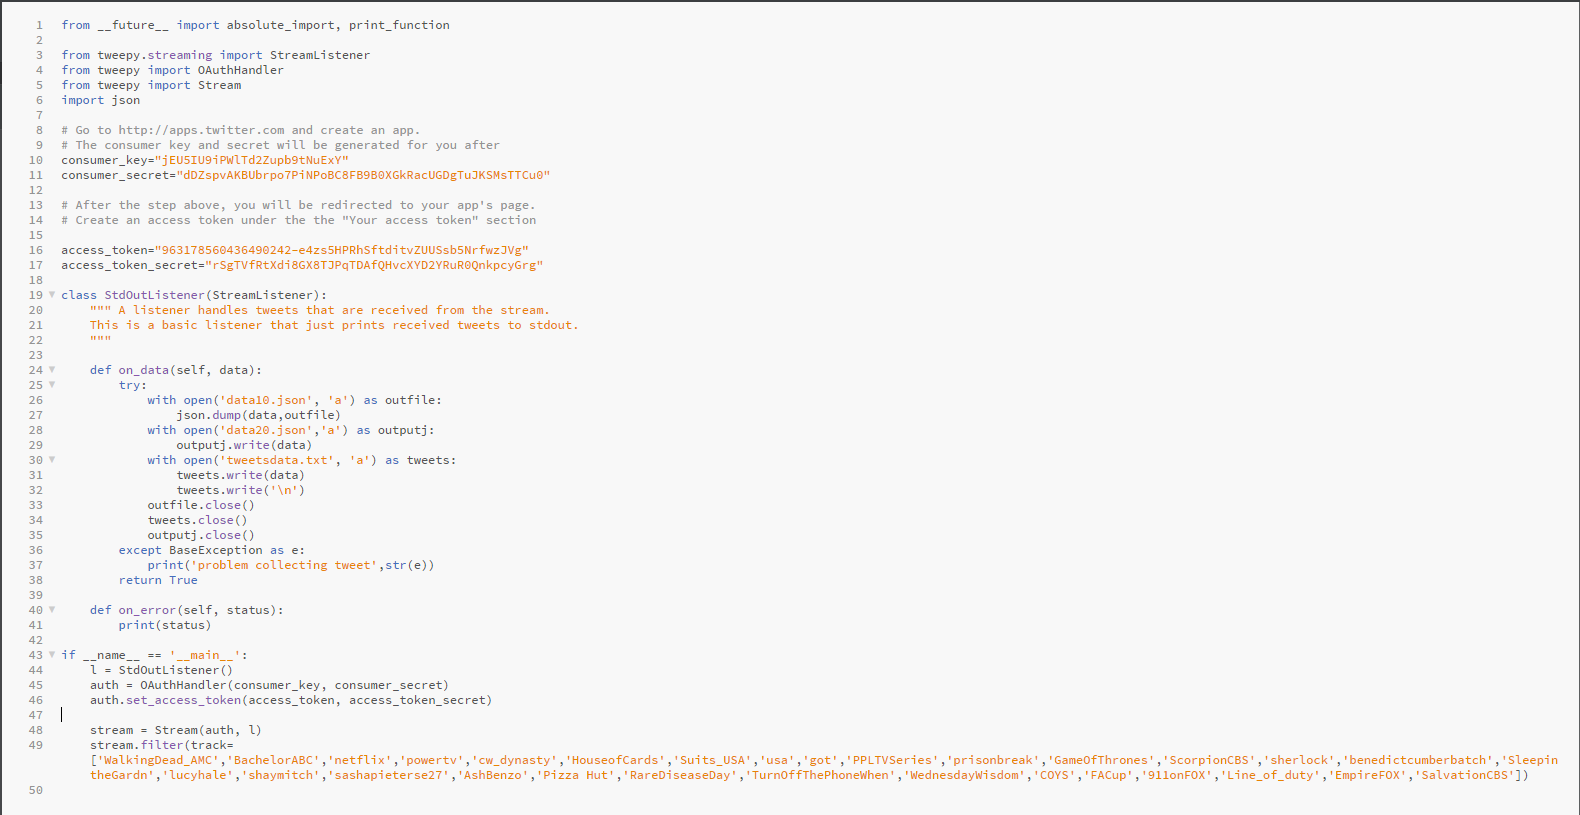 1 from __future__ import absolute_import, print_function
2
3 from tweepy.streaming import StreamListener
4 from tweepy import OAuthHandler
5 from tweepy import Stream
6 import json
7
8 # Go to http://apps.twitter.com and create an app.
9 # The consumer key and secret will be generated for you after
10 consumer_key="jEU5IU9iPWlTd2Zupb9tNuExY"
11 consumer_secret="dDZspvAKBUbrpo7PiNPoBC8FB9B0XGkRacUGDgTuJKSMsTTCu0"
12
13 # After the step above, you will be redirected to your app's page.
14 # Create an access token under the the "Your access token" section
15
16 access_token="963178560436490242-e4zs5HPRhSftditvZUUSsb5NrfwzJVg"
17 access_token_secret="rSgTVfRtXdi8GX8TJPqTDAfQHvcXYD2YRuR0QnkpcyGrg"
18
19 class StdOutListener(StreamListener):
20     """ A listener handles tweets that are received from the stream.
21     This is a basic listener that just prints received tweets to stdout.
22     """
23
24     def on_data(self, data):
25         try:
26             with open('data10.json', 'a') as outfile:
27                 json.dump(data,outfile)
28             with open('data20.json','a') as outputj:
29                 outputj.write(data)
30             with open('tweetsdata.txt', 'a') as tweets:
31                 tweets.write(data)
32                 tweets.write('\n')
33             outfile.close()
34             tweets.close()
35             outputj.close()
36         except BaseException as e:
37             print('problem collecting tweet',str(e))
38         return True
39
40     def on_error(self, status):
41         print(status)
42
43 if __name__ == '__main__':
44     l = StdOutListener()
45     auth = OAuthHandler(consumer_key, consumer_secret)
46     auth.set_access_token(access_token, access_token_secret)
47
48     stream = Stream(auth, l)
49     stream.filter(track=
['WalkingDead_AMC','BachelorABC','netflix','powertv','cw_dynasty','HouseofCards','Suits_USA','usa','got','PPLTVSeries','prisonbreak','GameOfThrones','ScorpionCBS','sherlock','benedictcumberbatch','Sleepin
theGardn','lucyhale','shaymitch','sashapieterse27','AshBenzo','Pizza Hut','RareDiseaseDay','TurnOffThePhoneWhen','WednesdayWisdom','COYS','FACup','911onFOX','Line_of_duty','EmpireFOX','SalvationCBS'])
50